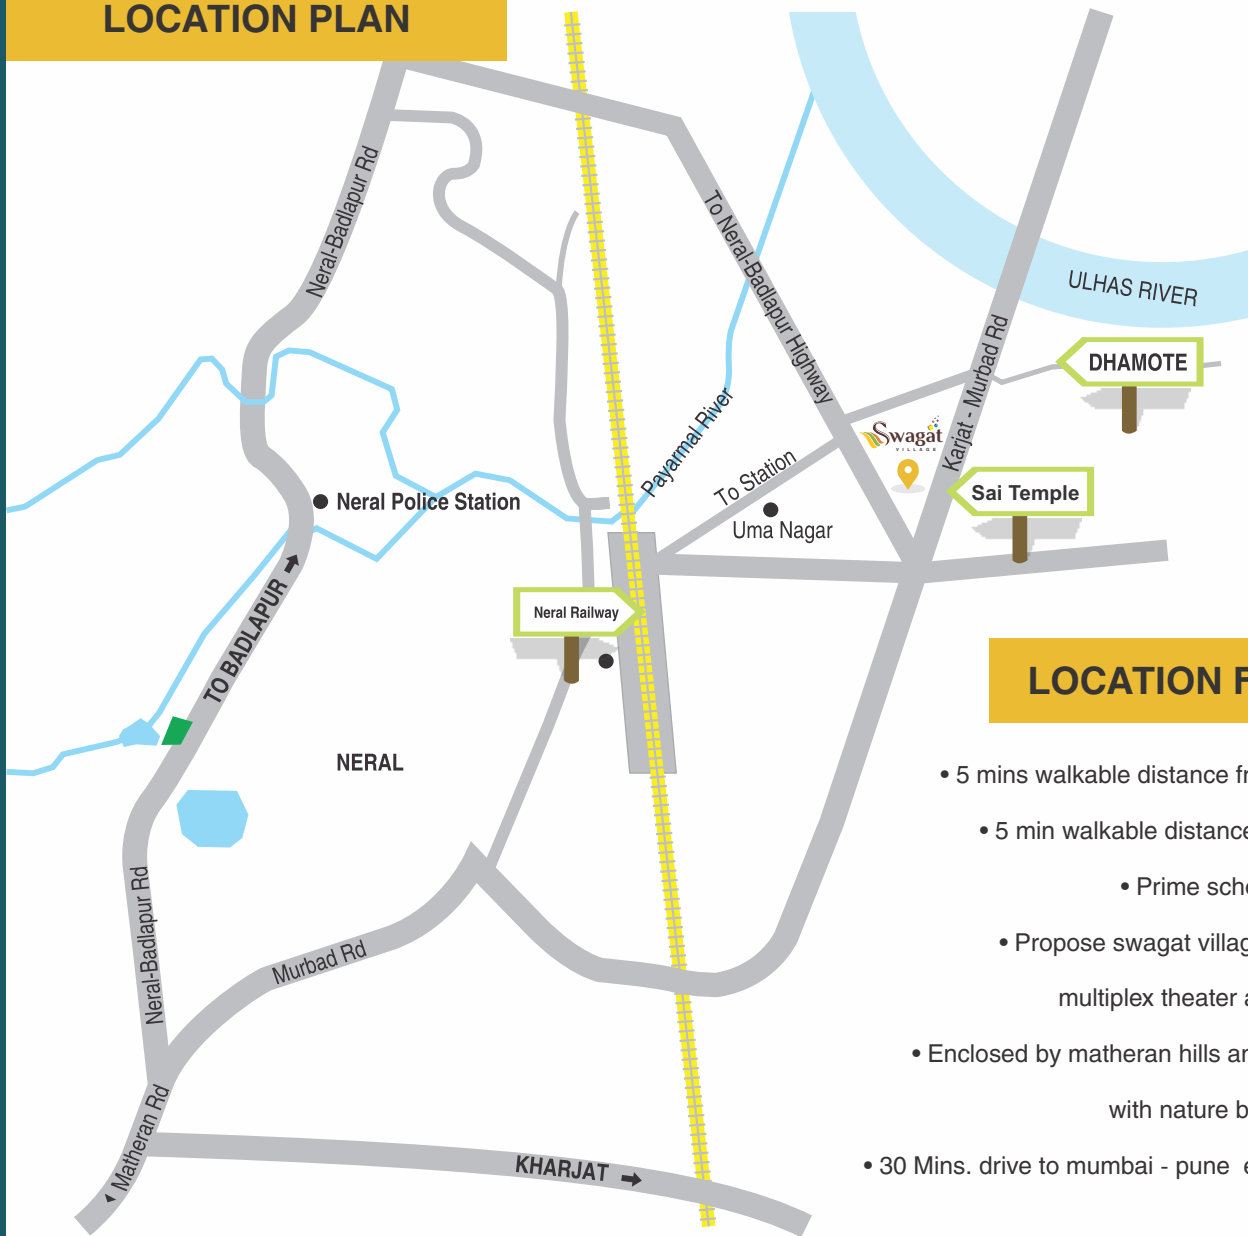 LOCATION PLAN
Neral-Badlapur Rd
To Neral-Badlapur Highway
ULHAS RIVER
Karjat - Murbad Rd
DHAMOTE
Swagat
VILLAGE
Payarmal River
To Station
Sai Temple
Neral Police Station
Uma Nagar
TO BADLAPUR
Neral Railway
LOCATION F
NERAL
• 5 mins walkable distance fr
• 5 min walkable distance
• Prime sche
• Propose swagat villag
multiplex theater a
• Enclosed by matheran hills ar
with nature b
• 30 Mins. drive to mumbai - pune e
Neral-Badlapur Rd
Murbad Rd
Matheran Rd
KHARJAT